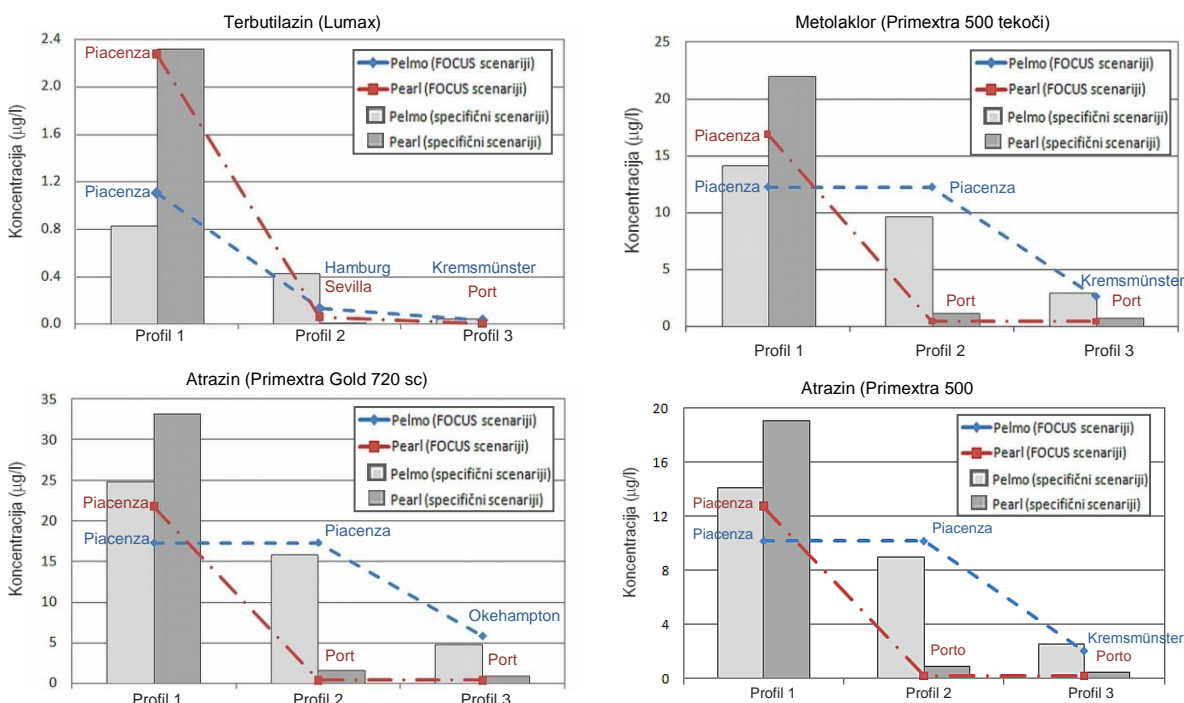 Terbutilazin (Lumax)
Koncentracija (µg/l)
2.4
2.0
1.6
1.2
0.8
0.4
0.0
Piacenza
Piacenza
Hamburg
Sevilla
Kremsmünster
Port
Pelmo (FOCUS scenariji)
Pearl (FOCUS scenariji)
Pelmo (specifični scenariji)
Pearl (specifični scenariji)
Profil 1
Profil 2
Profil 3
Metolaklor (Primextra 500 tekoči)
Koncentracija (µg/l)
25
20
15
10
5
0
Piacenza
Piacenza
Piacenza
Port
Kremsmünster
Port
Pelmo (FOCUS scenariji)
Pearl (FOCUS scenariji)
Pelmo (specifični scenariji)
Pearl (specifični scenariji)
Profil 1
Profil 2
Profil 3
Atrazin (Primextra Gold 720 sc)
Koncentracija (µg/l)
35
30
25
20
15
10
5
0
Piacenza
Piacenza
Piacenza
Port
Okehampton
Port
Pelmo (FOCUS scenariji)
Pearl (FOCUS scenariji)
Pelmo (specifični scenariji)
Pearl (specifični scenariji)
Profil 1
Profil 2
Profil 3
Atrazin (Primextra 500
Koncentracija (µg/l)
20
16
12
8
4
0
Piacenza
Piacenza
Piacenza
Porto
Kremsmünster
Porto
Pelmo (FOCUS scenariji)
Pearl (FOCUS scenariji)
Pelmo (specifični scenariji)
Pearl (specifični scenariji)
Profil 1
Profil 2
Profil 3